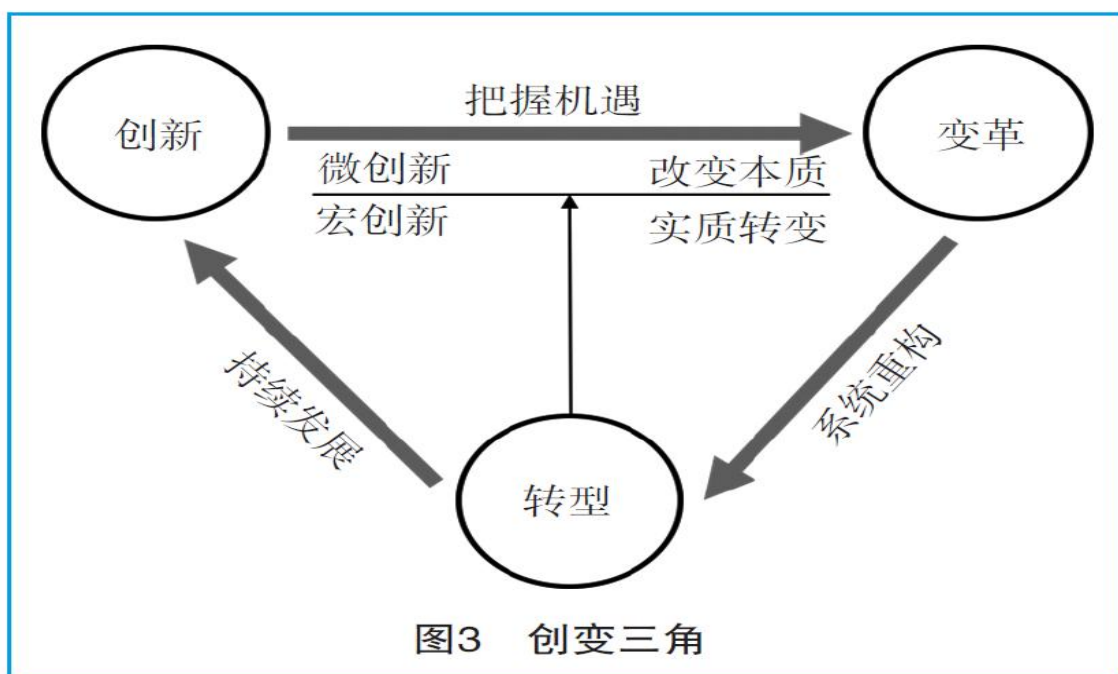 把握机遇
创新
变革
微创新
改变本质
宏创新
实质转变
持续发展
系统重构
转型
图3 创变三角